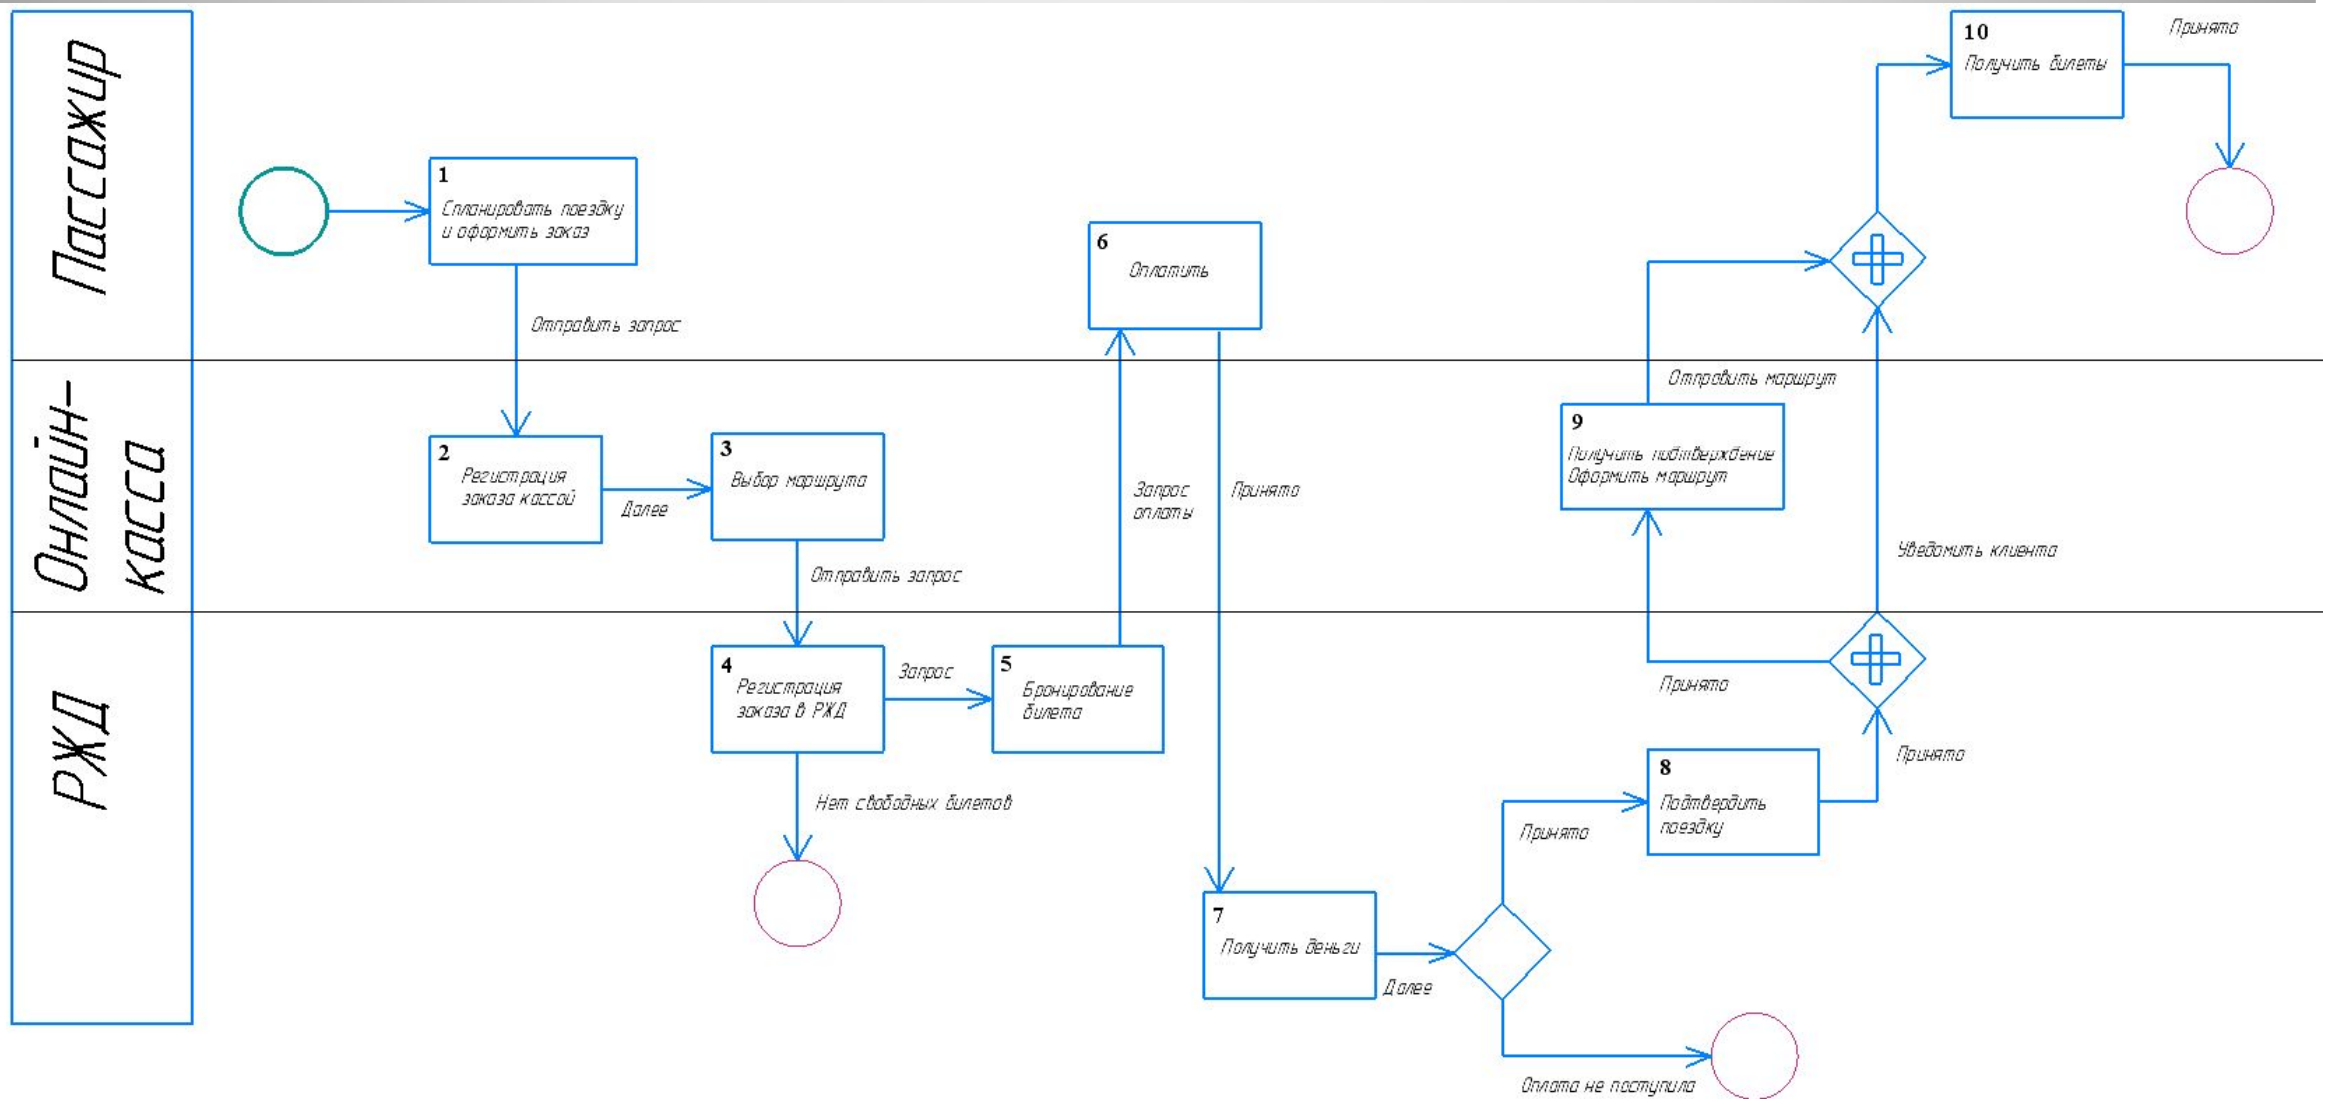 Пассажир
Онлайн-
касса
РЖД
1
Спланировать поездку
и оформить заказ
Отправить запрос
2
Регистрация
заказа кассой
Далее
3
Выбор маршрута
Отправить запрос
4
Регистрация
заказа в РЖД
Запрос
Нет свободных билетов
5
Бронирование
билета
Запрос
оплаты
6
Оплатить
Принято
7
Получить деньги
Далее
Принято
Оплата не поступила
8
Подтвердить
поездку
Принято
Принято
Уведомить клиента
9
Получить подтверждение
Оформить маршрут
Отправить маршрут
10
Получить билеты
Принято